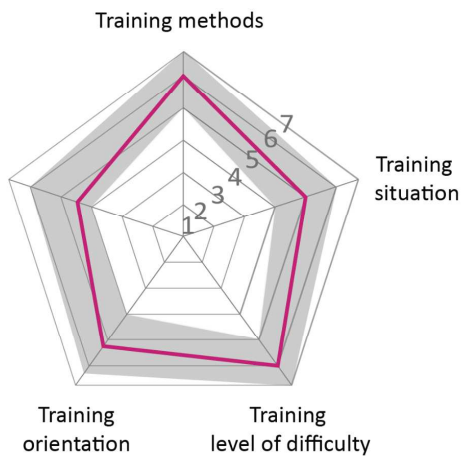 Training methods
7
6
5
4
3
2
1
Training
situation
Training
orientation
Training
level of difficulty